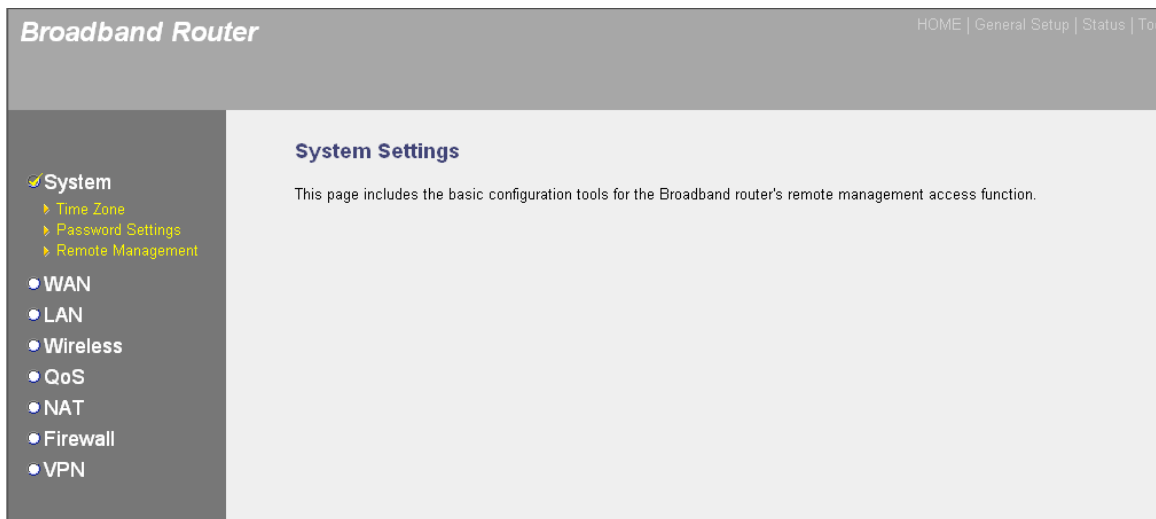 Broadband Router
HOME | General Setup | Status |
System
Time Zone
Password Settings
Remote Management
WAN
LAN
Wireless
QoS
NAT
Firewall
VPN
System Settings
This page includes the basic configuration tools for the Broadband router's remote management access function.